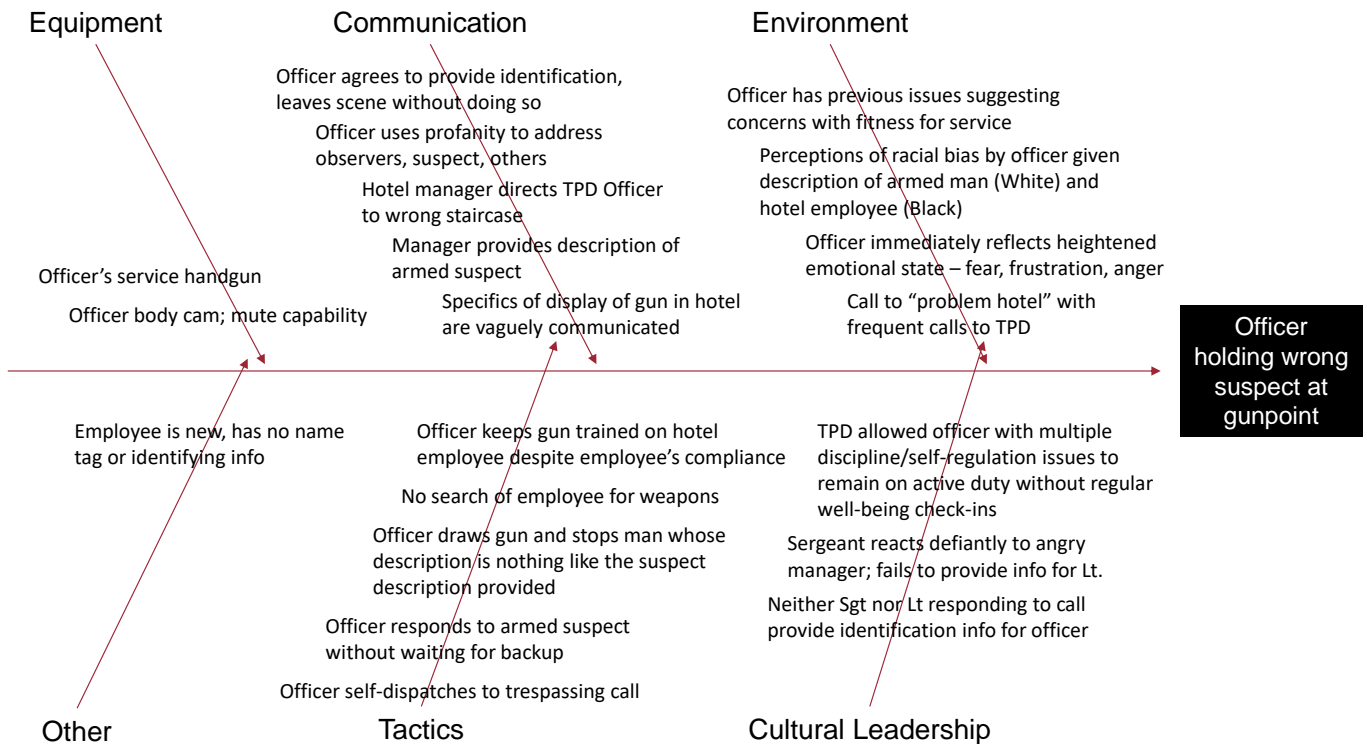 Equipment
Communication
Environment
Officer agrees to provide identification,
leaves scene without doing so
Officer uses profanity to address
observers, suspect, others
Hotel manager directs TPD Officer
to wrong staircase
Manager provides description of
armed suspect
Specifics of display of gun in hotel
are vaguely communicated
Officer has previous issues suggesting
concerns with fitness for service
Perceptions of racial bias by officer given
description of armed man (White) and
hotel employee (Black)
Officer immediately reflects heightened
emotional state – fear, frustration, anger
Call to “problem hotel” with
frequent calls to TPD
Officer’s service handgun
Officer body cam; mute capability
Officer
holding wrong
suspect at
gunpoint
Employee is new, has no name
tag or identifying info
Officer keeps gun trained on hotel
employee despite employee’s compliance
No search of employee for weapons
Officer draws gun and stops man whose
description is nothing like the suspect
description provided
Officer responds to armed suspect
without waiting for backup
Officer self-dispatches to trespassing call
TPD allowed officer with multiple
discipline/self-regulation issues to
remain on active duty without regular
well-being check-ins
Sergeant reacts defiantly to angry
manager; fails to provide info for Lt.
Neither Sgt nor Lt responding to call
provide identification info for officer
Other
Tactics
Cultural Leadership